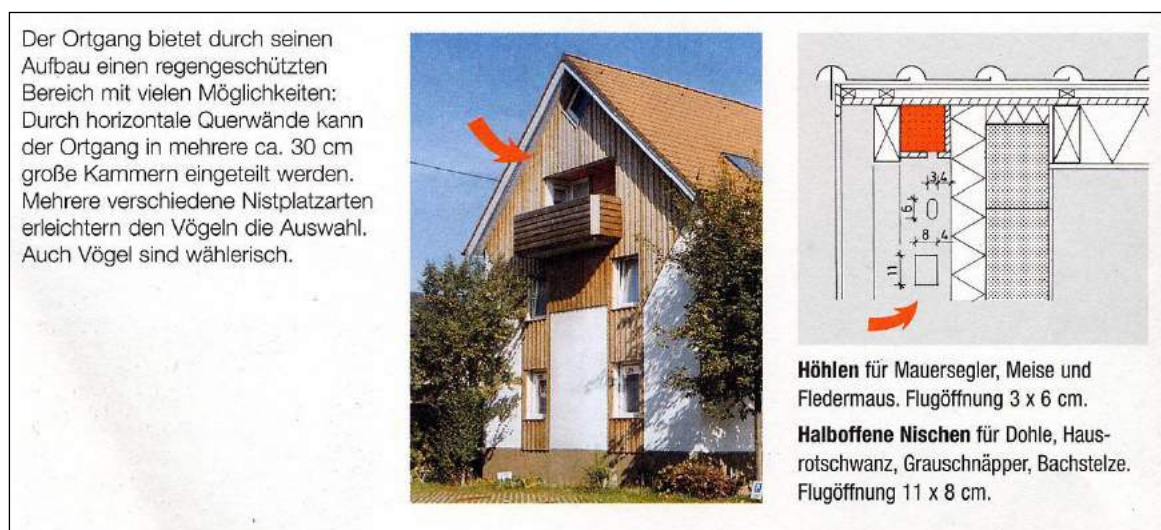 Der Ortgang bietet durch seinen
Aufbau einen regengeschützten
Bereich mit vielen Möglichkeiten:
Durch horizontale Querwände kann
der Ortgang in mehrere ca. 30 cm
große Kammern eingeteilt werden.
Mehrere verschiedene Nistplatzarten
erleichtern den Vögeln die Auswahl.
Auch Vögel sind wählerisch.
3 4
6
8 4
11
Höhlen für Mauersegler, Meise und
Fledermaus. Flugöffnung 3 x 6 cm.
Halboffene Nischen für Dohle, Haus-
rotschwanz, Grauschnäpper, Bachstelze.
Flugöffnung 11 x 8 cm.